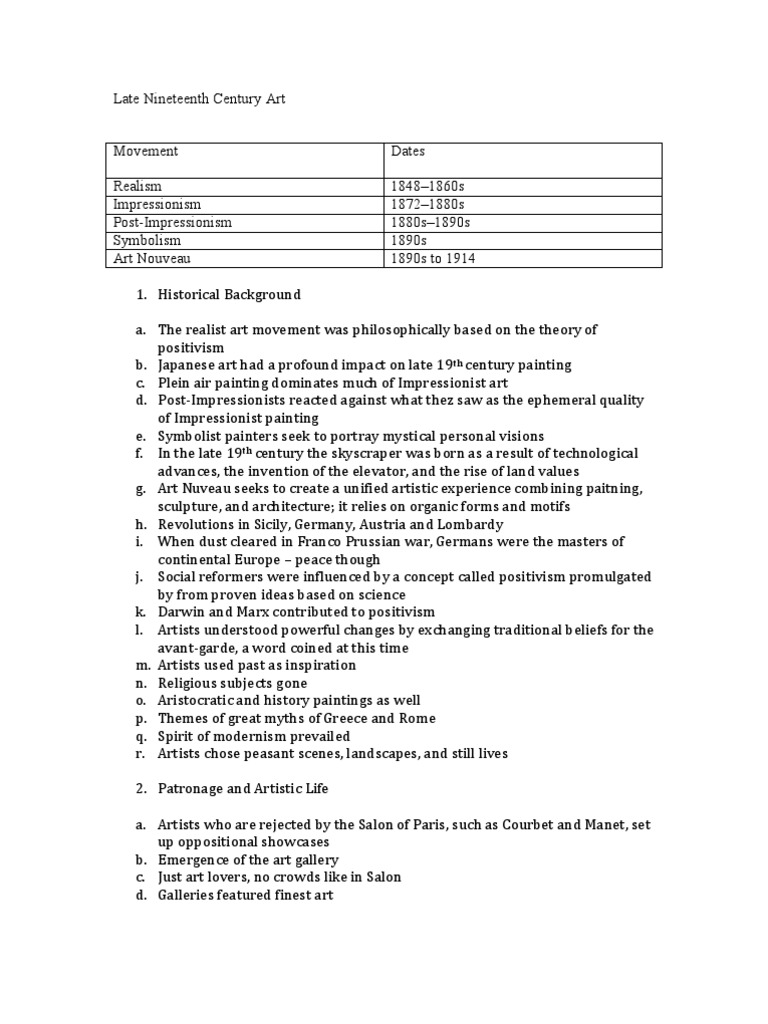 Late Nineteenth Century Art
Movement Dates
Realism 1848–1860s
Impressionism 1872–1880s
Post-Impressionism 1880s–1890s
Symbolism 1890s
Art Nouveau 1890s to 1914
1. Historical Background
a. The realist art movement was philosophically based on the theory of
positivism
b. Japanese art had a profound impact on late 19th century painting
c. Plein air painting dominates much of Impressionist art
d. Post-Impressionists reacted against what thez saw as the ephemeral quality
of Impressionist painting
e. Symbolist painters seek to portray mystical personal visions
f. In the late 19th century the skyscraper was born as a result of technological
advances, the invention of the elevator, and the rise of land values
g. Art Nuveau seeks to create a unified artistic experience combining paitning,
sculpture, and architecture; it relies on organic forms and motifs
h. Revolutions in Sicily, Germany, Austria and Lombardy
i. When dust cleared in Franco Prussian war, Germans were the masters of
continental Europe – peace though
j. Social reformers were influenced by a concept called positivism promulgated
by from proven ideas based on science
k. Darwin and Marx contributed to positivism
l. Artists understood powerful changes by exchanging traditional beliefs for the
avant-garde, a word coined at this time
m. Artists used past as inspiration
n. Religious subjects gone
o. Aristocratic and history paintings as well
p. Themes of great myths of Greece and Rome
q. Spirit of modernism prevailed
r. Artists chose peasant scenes, landscapes, and still lives
2. Patronage and Artistic Life
a. Artists who are rejected by the Salon of Paris, such as Courbet and Manet, set
up oppositional showcases
b. Emergence of the art gallery
c. Just art lovers, no crowds like in Salon
d. Galleries featured finest art